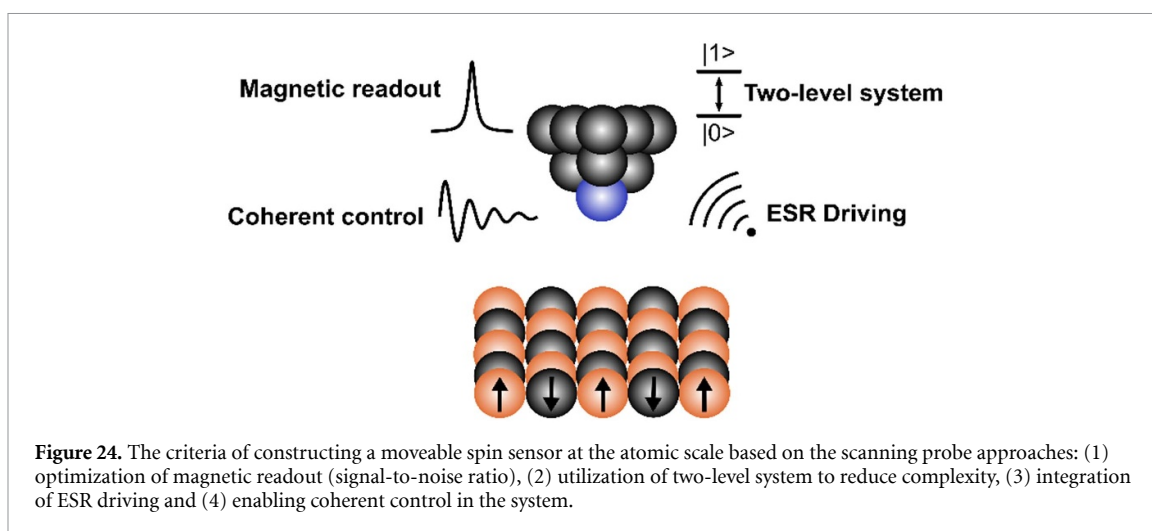 Magnetic readout
|1>
Two-level system
|0>
Coherent control
ESR Driving
Figure 24. The criteria of constructing a moveable spin sensor at the atomic scale based on the scanning probe approaches: (1)
optimization of magnetic readout (signal-to-noise ratio), (2) utilization of two-level system to reduce complexity, (3) integration
of ESR driving and (4) enabling coherent control in the system.